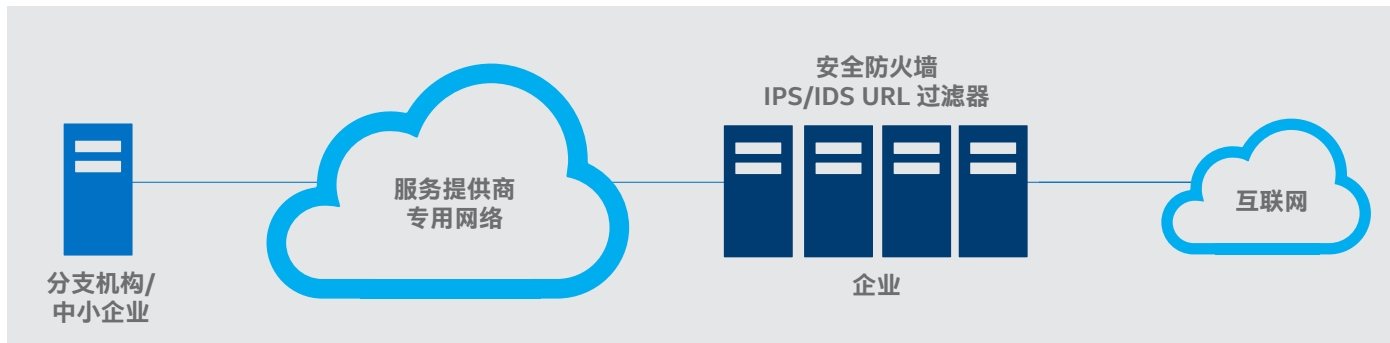 安全防火墙
IPS/IDS URL 过滤器
服务提供商
专用网络
互联网
分支机构/
中小企业
企业